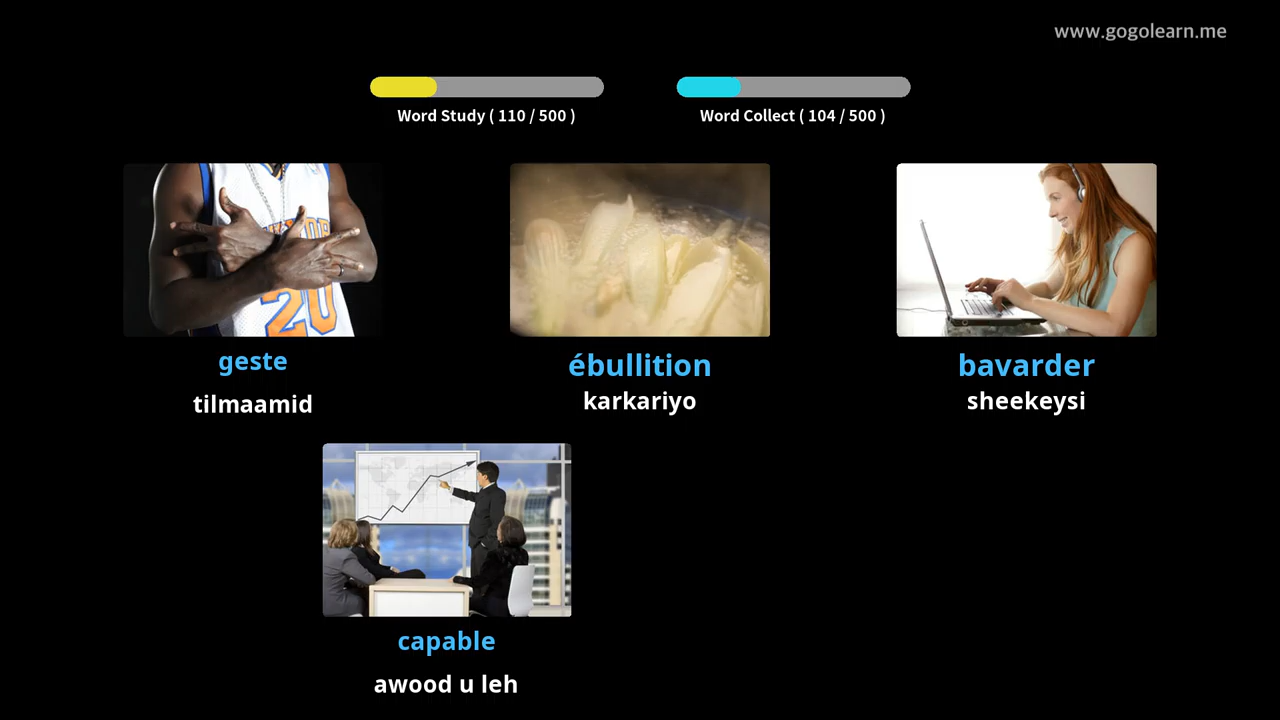 www.gogolearn.me
Word Study ( 110 / 500 )
Word Collect ( 104 / 500 )
20
geste
tilmaamid
ébullition
karkariyo
bavarder
sheekeysi
capable
awood u leh